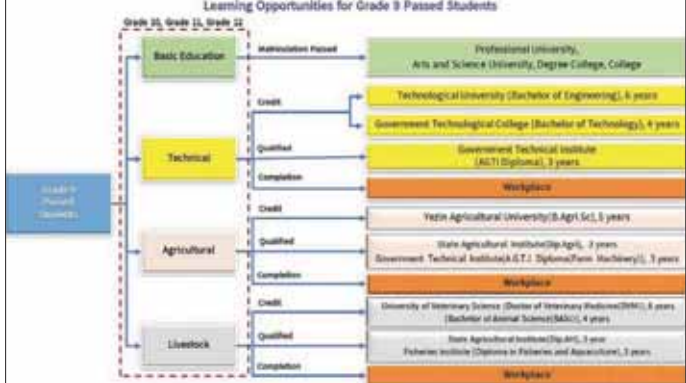 Learning Opportunities for Grade 9 Passed Students
Grade 10, Grade 11, Grade 12
Grade 9
Passed
Students
Basic Education
Matriculation Passed
Professional University,
Arts and Science University, Degree College, College
Technical
Credit
Technological University (Bachelor of Engineering), 6 years
Government Technological College (Bachelor of Technology), 4 years
Qualified
Government Technical Institute
(AGTI Diploma), 3 years
Completion
Workplace
Agricultural
Credit
Yezin Agricultural University(B.Agri.Sc), 5 years
Qualified
State Agricultural Institute(Dip.Agri), 3 years
Government Technical Institute(A.G.T.I. Diploma(Farm Machinery)), 3 years
Completion
Workplace
Livestock
Credit
University of Veterinary Science (Doctor of Veterinary Medicine(DVM)), 6 years
(Bachelor of Animal Science(BASc)), 4 years
Qualified
State Agricultural Institute(Dip.AH), 3 year
Fisheries Institute (Diploma in Fisheries and Aquaculture), 3 years
Completion
Workplace